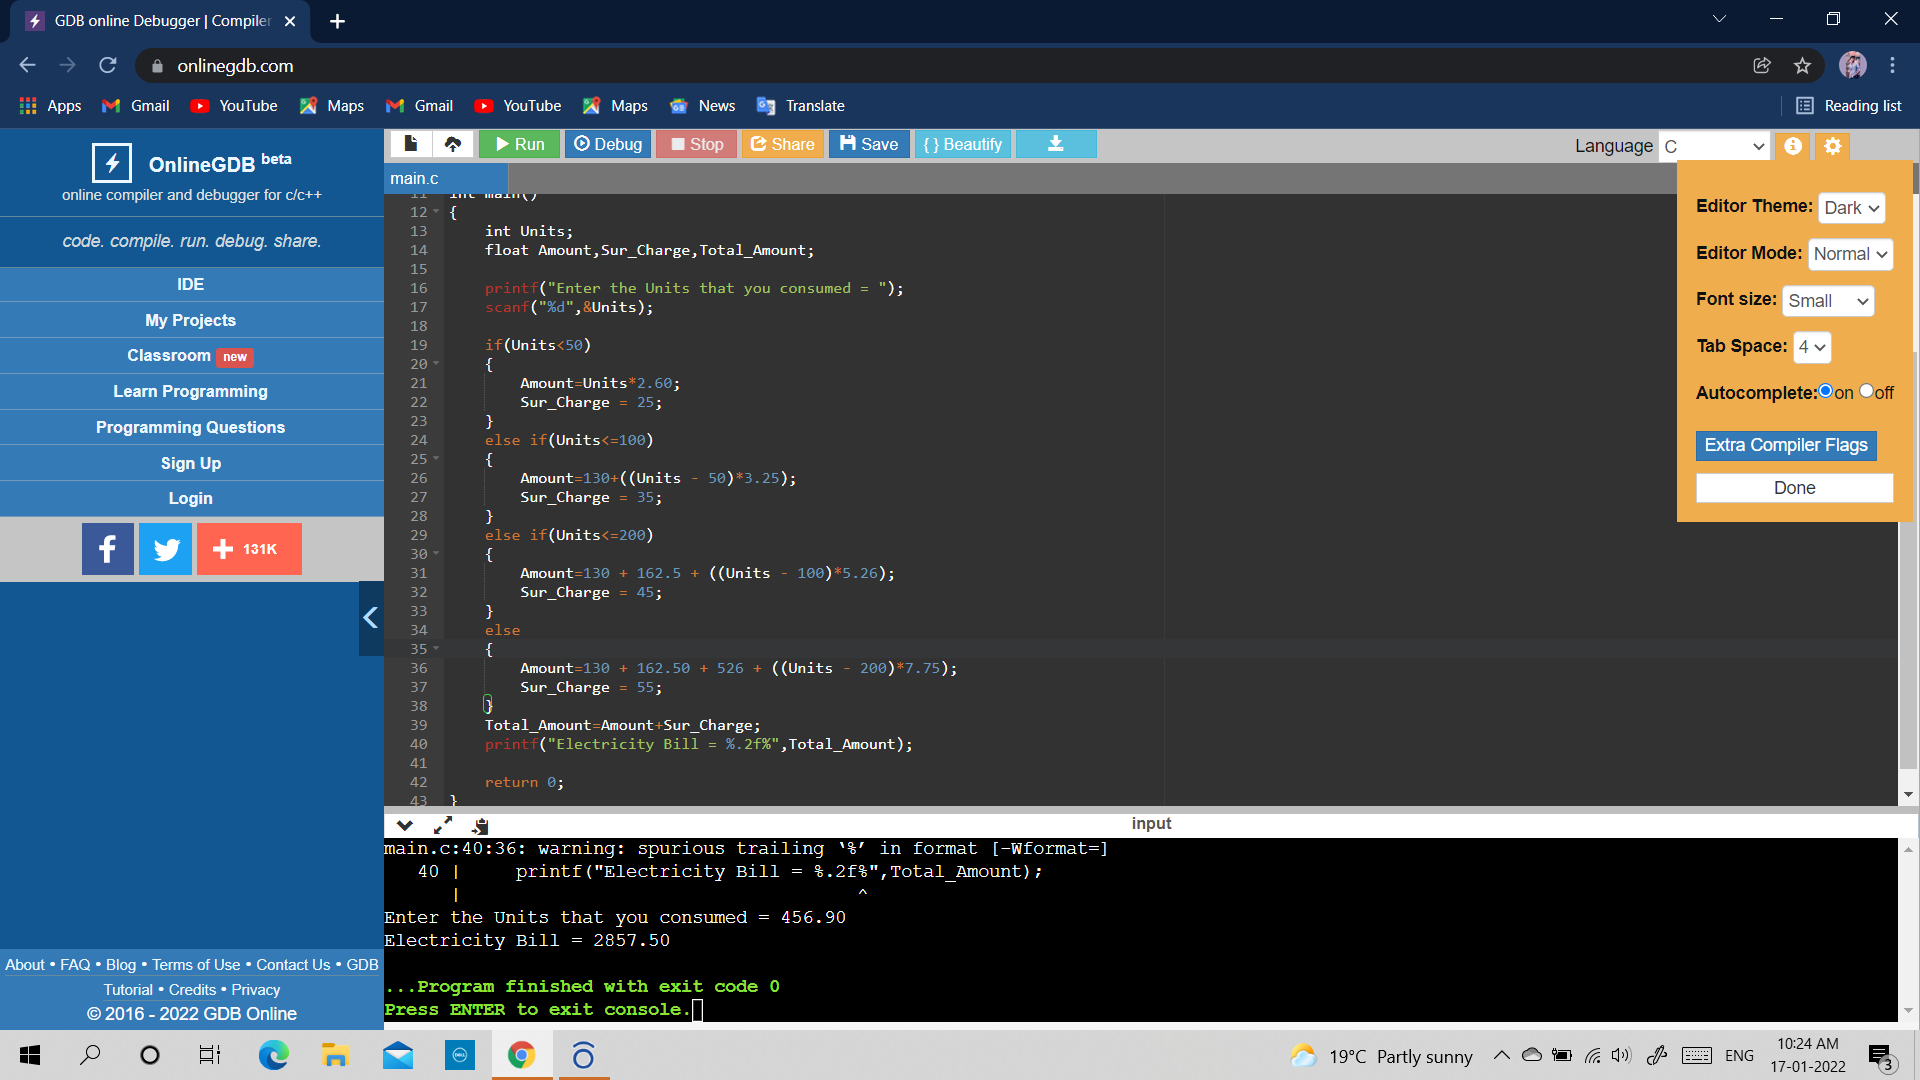 GDB online Debugger | Compiler
onlinegdb.com
Apps Gmail YouTube Maps Gmail YouTube Maps News Translate Reading list
OnlineGDB beta
online compiler and debugger for c/c++
code. compile. run. debug. share.
IDE
My Projects
Classroom new
Learn Programming
Programming Questions
Sign Up
Login
131K
About • FAQ • Blog • Terms of Use • Contact Us • GDB
Tutorial • Credits • Privacy
© 2016 - 2022 GDB Online
Run Debug Stop Share Save { } Beautify
Language C
main.c
11 int main()
12 {
13 int Units;
14 float Amount,Sur_Charge,Total_Amount;
15
16 printf("Enter the Units that you consumed = ");
17 scanf("%d",&Units);
18
19 if(Units<50)
20 {
21 Amount=Units*2.60;
22 Sur_Charge = 25;
23 }
24 else if(Units<=100)
25 {
26 Amount=130+((Units - 50)*3.25);
27 Sur_Charge = 35;
28 }
29 else if(Units<=200)
30 {
31 Amount=130 + 162.5 + ((Units - 100)*5.26);
32 Sur_Charge = 45;
33 }
34 else
35 {
36 Amount=130 + 162.50 + 526 + ((Units - 200)*7.75);
37 Sur_Charge = 55;
38 }
39 Total_Amount=Amount+Sur_Charge;
40 printf("Electricity Bill = %.2f%",Total_Amount);
41
42 return 0;
43 }
Editor Theme: Dark
Editor Mode: Normal
Font size: Small
Tab Space: 4
Autocomplete: on off
Extra Compiler Flags
Done
input
main.c:40:36: warning: spurious trailing ‘%’ in format [-Wformat=]
40 | printf("Electricity Bill = %.2f%",Total_Amount);
| ^
Enter the Units that you consumed = 456.90
Electricity Bill = 2857.50
...Program finished with exit code 0
Press ENTER to exit console.
DELL
19°C Partly sunny
ENG
10:24 AM
17-01-2022
3